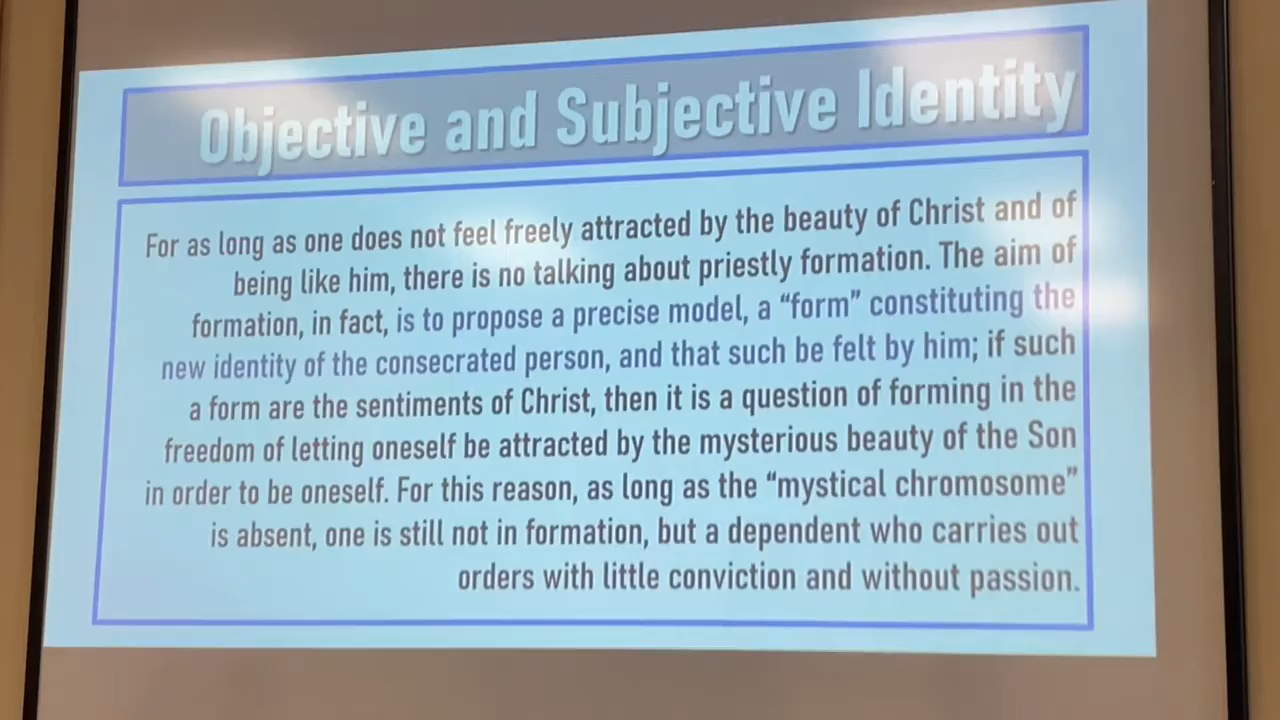 Objective and Subjective Identity
For as long as one does not feel freely attracted by the beauty of Christ and of
being like him, there is no talking about priestly formation. The aim of
formation, in fact, is to propose a precise model, a “form” constituting the
new identity of the consecrated person, and that such be felt by him; if such
a form are the sentiments of Christ, then it is a question of forming in the
freedom of letting oneself be attracted by the mysterious beauty of the Son
in order to be oneself. For this reason, as long as the “mystical chromosome”
is absent, one is still not in formation, but a dependent who carries out
orders with little conviction and without passion.